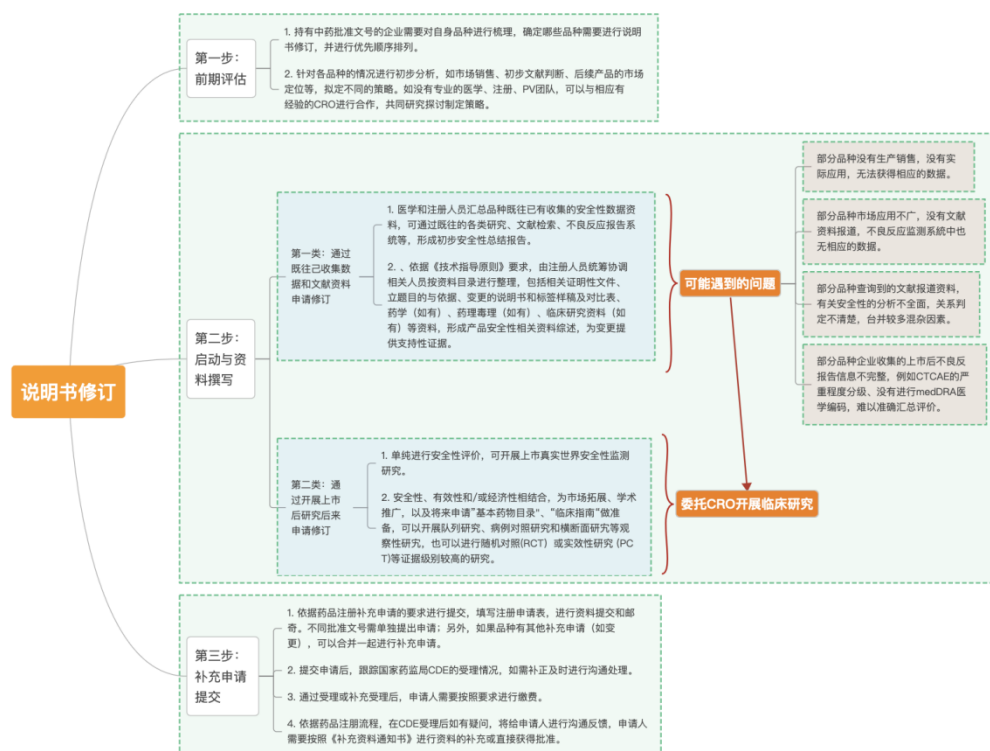 说明书修订
第一步：
前期评估
1. 持有中药批准文号的企业需要对自身品种进行梳理，确定哪些品种需要进行说明
书修订，并进行优先顺序排列。
2. 针对各品种的情况进行初步分析，如市场销售、初步文献判断、后续产品的市场
定位等，拟定不同的策略。如没有专业的医学、注册、PV团队，可以与相应有
经验的CRO进行合作，共同研究探讨制定策略。
第二步：
启动与资
料撰写
第一类：通过
既往己收集数
据和文献资料
申请修订
1. 医学和注册人员汇总品种既往已有收集的安全性数据资
料，可通过既往的各类研究、文献检索、不良反应报告系
统等，形成初步安全性总结报告。
2. 、依据《技术指导原则》要求，由注册人员统筹协调
相关人员按资料目录进行整理，包括相关证明性文件、
立题目的与依据、变更的说明书和标签样稿及对比表、
药学（如有）、药理毒理（如有）、临床研究资料（如
有）等资料，形成产品安全性相关资料综述，为变更提
供支持性证据。
可能遇到的问题
部分品种没有生产销售，没有实
际应用，无法获得相应的数据。
部分品种市场应用不广，没有文献
资料报道，不良反应监测系统中也
无相应的数据。
部分品种查询到的文献报道资料，
有关安全性的分析不全面，关系判
定不清楚，台并较多混杂因素。
部分品种企业收集的上市后不良反
报告信息不完整，例如CTCAE的严
重程度分级、没有进行medDRA医
学编码，难以准确汇总评价。
第二类：通
过开展上市
后研究后来
申请修订
1. 单纯进行安全性评价，可开展上市真实世界安全性监测
研究。
2. 安全性、有效性和/或经济性相结合，为市场拓展、学术
推广，以及将来申请"基本药物目录"、"临床指南"做准
备，可以开展队列研究、病例对照研究和横断面研究等观
察性研究，也可以进行随机对照(RCT）或实效性研究 (PC
T)等证据级别较高的研究。
委托CRO开展临床研究
第三步：
补充申请
提交
1. 依据药品注册补充申请的要求进行提交，填写注册申请表，进行资料提交和邮
奇。不同批准文号需单独提出申请；另外，如果品种有其他补充申请（如变
更），可以合并一起进行补充申请。
2. 提交申请后，跟踪国家药监局CDE的受理情况，如需补正及时进行沟通处理。
3. 通过受理或补充受理后，申请人需要按照要求进行缴费。
4. 依据药品注朋流程，在CDE受理后如有疑问，将给申请人进行沟通反馈，申请人
需要按照《补充资料通知书》进行资料的补充或直接获得批准。